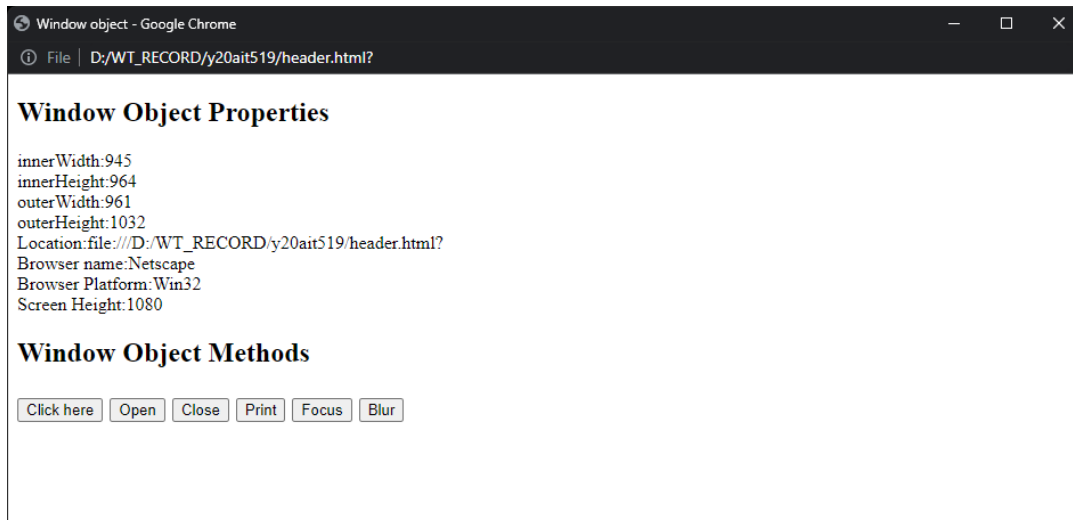 Window object - Google Chrome
File D:/WT_RECORD/y20ait519/header.html?
Window Object Properties
innerWidth:945
innerHeight:964
outerWidth:961
outerHeight:1032
Location:file:///D:/WT_RECORD/y20ait519/header.html?
Browser name:Netscape
Browser Platform:Win32
Screen Height:1080
Window Object Methods
Click here Open Close Print Focus Blur